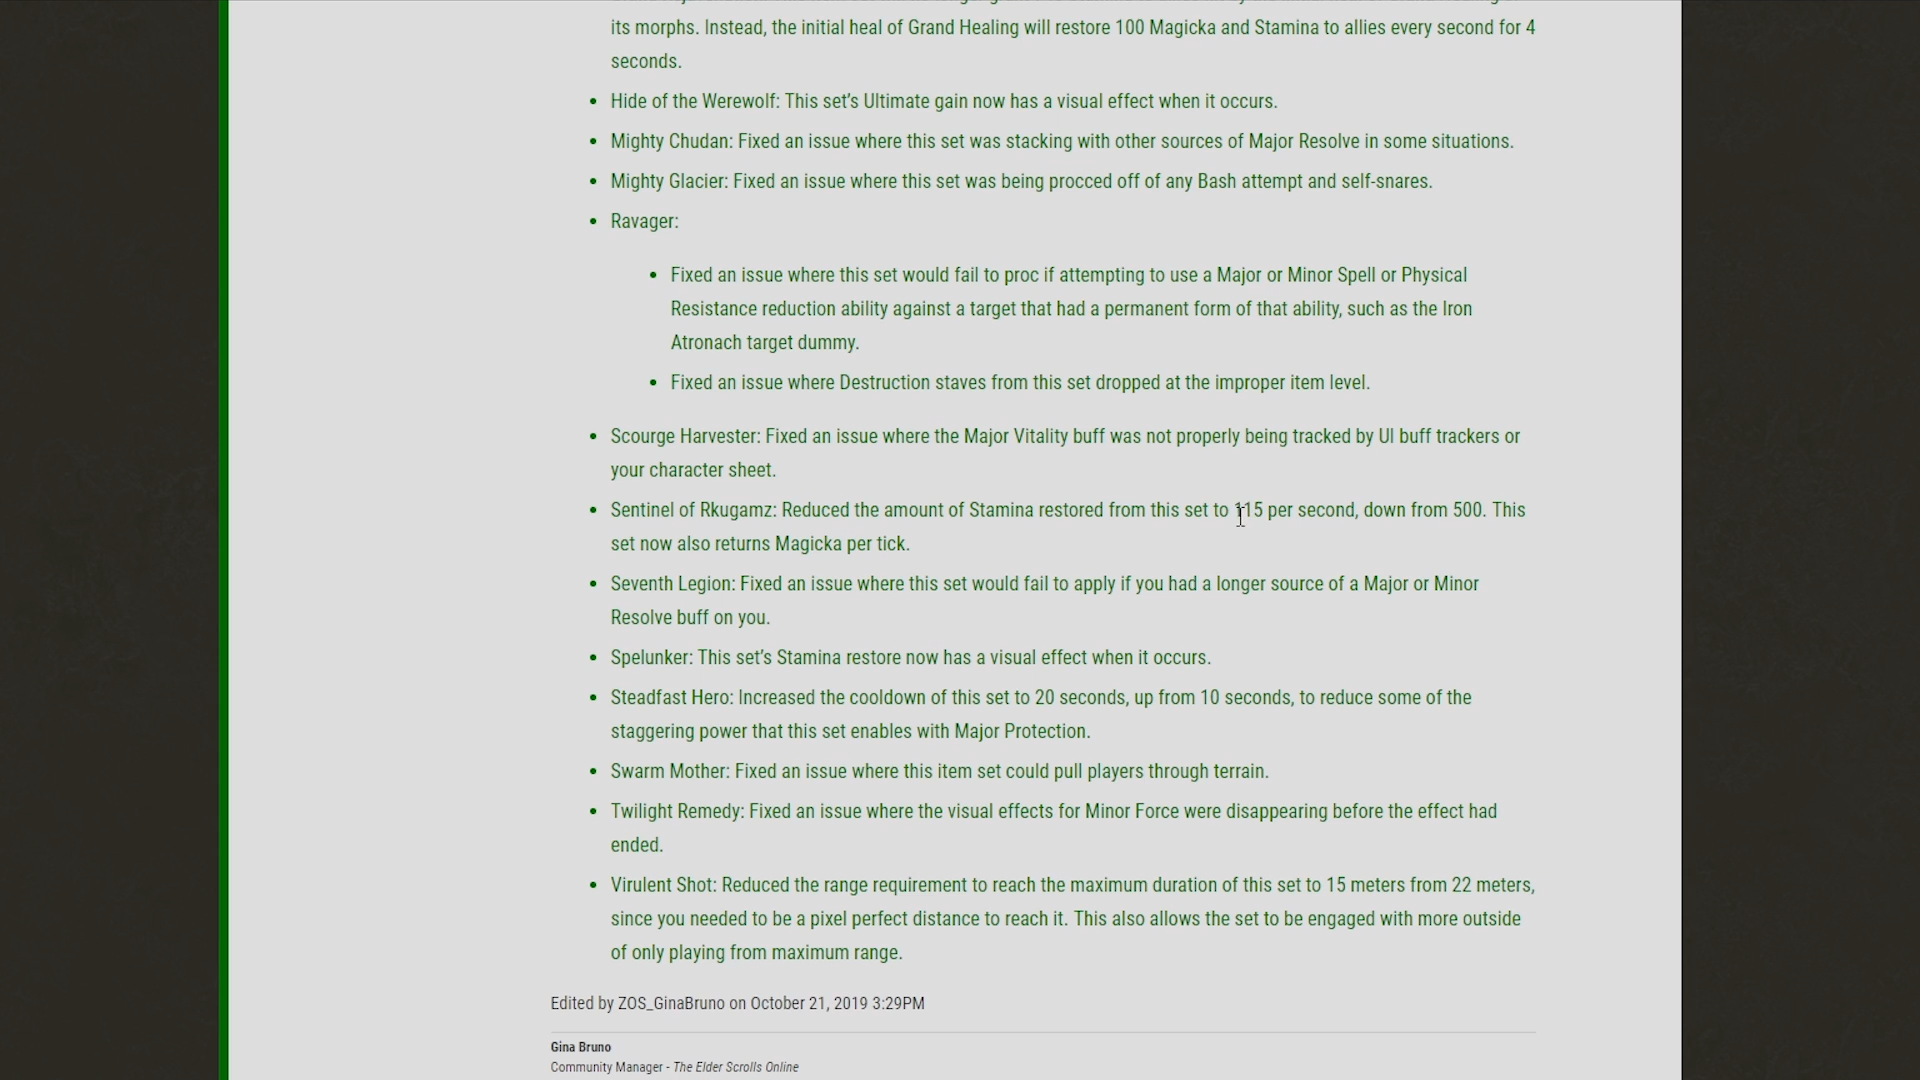 its morphs. Instead, the initial heal of Grand Healing will restore 100 Magicka and Stamina to allies every second for 4
seconds.
Hide of the Werewolf: This set's Ultimate gain now has a visual effect when it occurs.
Mighty Chudan: Fixed an issue where this set was stacking with other sources of Major Resolve in some situations.
Mighty Glacier: Fixed an issue where this set was being procced off of any Bash attempt and self-snares.
Ravager:
Fixed an issue where this set would fail to proc if attempting to use a Major or Minor Spell or Physical
Resistance reduction ability against a target that had a permanent form of that ability, such as the Iron
Atronach target dummy.
Fixed an issue where Destruction staves from this set dropped at the improper item level.
Scourge Harvester: Fixed an issue where the Major Vitality buff was not properly being tracked by UI buff trackers or
your character sheet.
Sentinel of Rkugamz: Reduced the amount of Stamina restored from this set to 115 per second, down from 500. This
set now also returns Magicka per tick.
Seventh Legion: Fixed an issue where this set would fail to apply if you had a longer source of a Major or Minor
Resolve buff on you.
Spelunker: This set's Stamina restore now has a visual effect when it occurs.
Steadfast Hero: Increased the cooldown of this set to 20 seconds, up from 10 seconds, to reduce some of the
staggering power that this set enables with Major Protection.
Swarm Mother: Fixed an issue where this item set could pull players through terrain.
Twilight Remedy: Fixed an issue where the visual effects for Minor Force were disappearing before the effect had
ended.
Virulent Shot: Reduced the range requirement to reach the maximum duration of this set to 15 meters from 22 meters,
since you needed to be a pixel perfect distance to reach it. This also allows the set to be engaged with more outside
of only playing from maximum range.
Edited by ZOS_GinaBruno on October 21, 2019 3:29PM
Gina Bruno
Community Manager - The Elder Scrolls Online